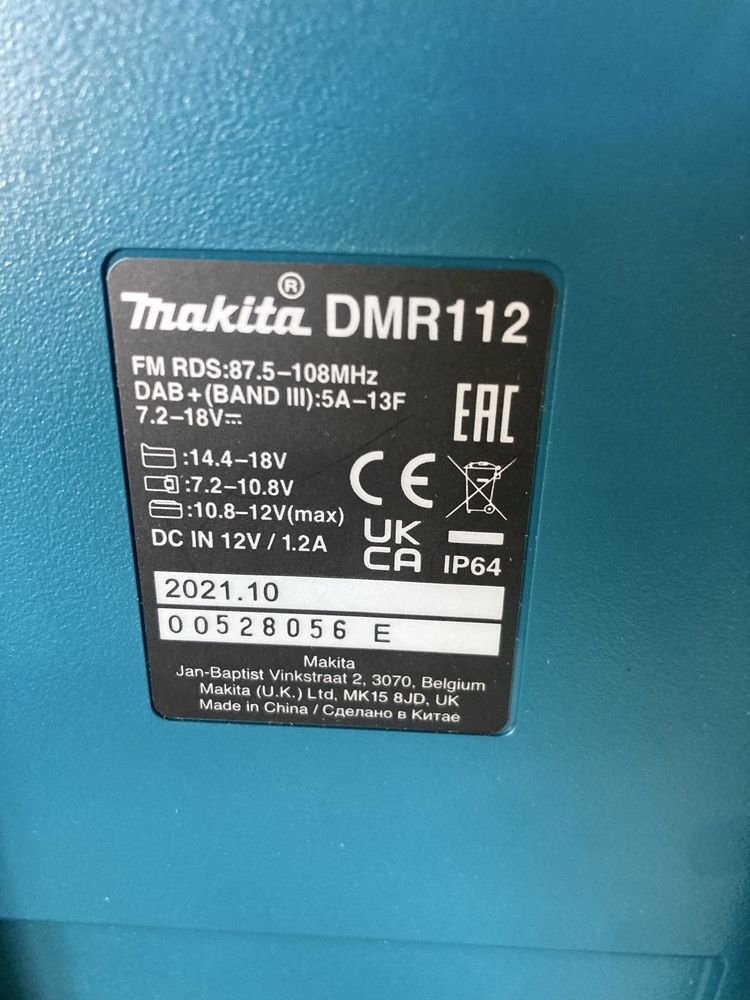 makita® DMR112
FM RDS:87.5–108MHz
DAB+(BAND III):5A–13F
7.2–18V⎓
:14.4–18V
:7.2–10.8V
:10.8–12V(max)
DC IN 12V / 1.2A
EAC
CE
UK
CA
IP64
2021.10
00528056 E
Makita
Jan-Baptist Vinkstraat 2, 3070, Belgium
Makita (U.K.) Ltd, MK15 8JD, UK
Made in China / Сделано в Китае